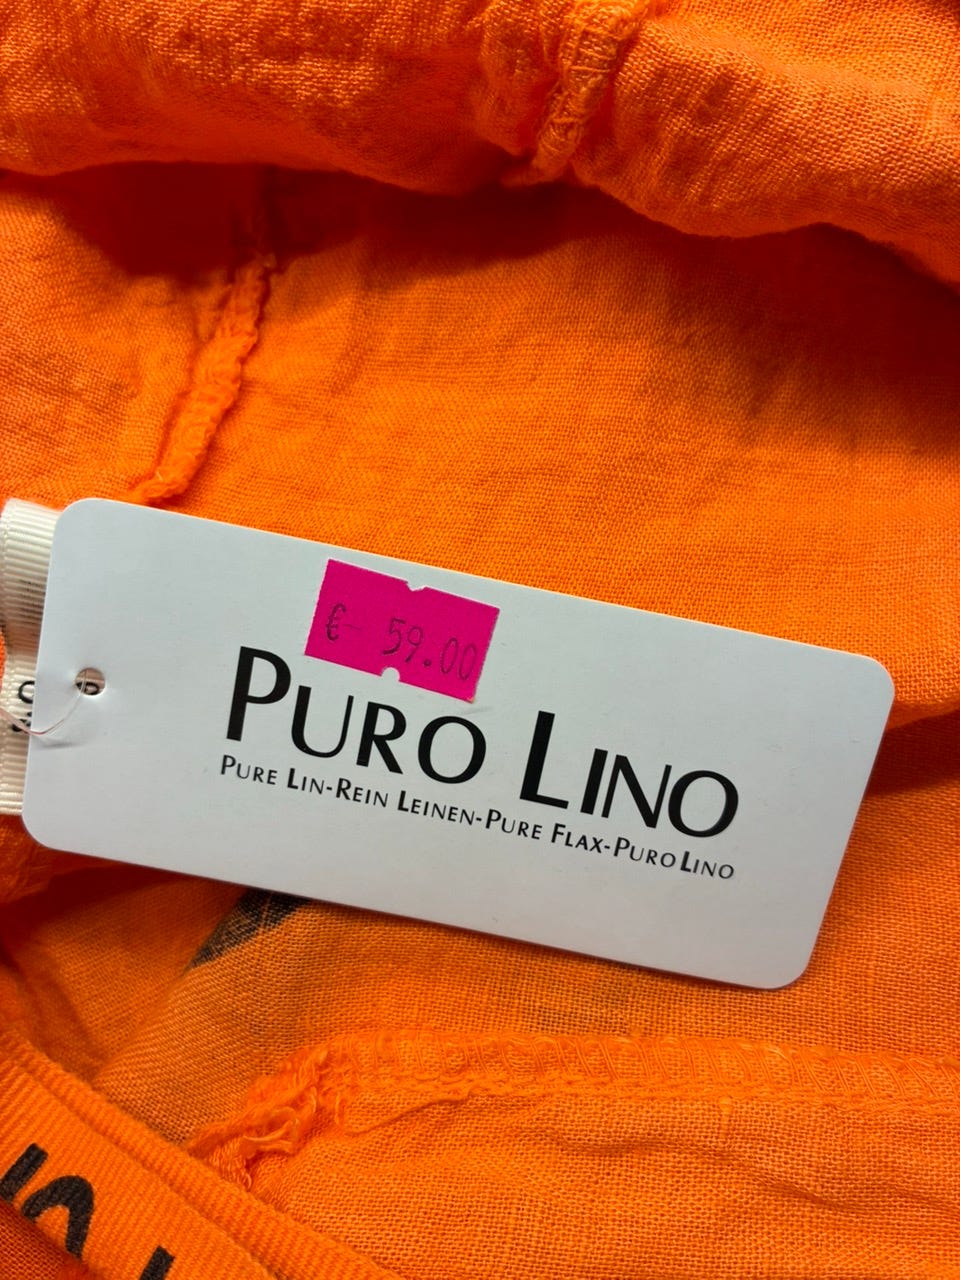 €- 59.00
PURO LINO
PURE LIN-REIN LEINEN-PURE FLAX-PURO LINO